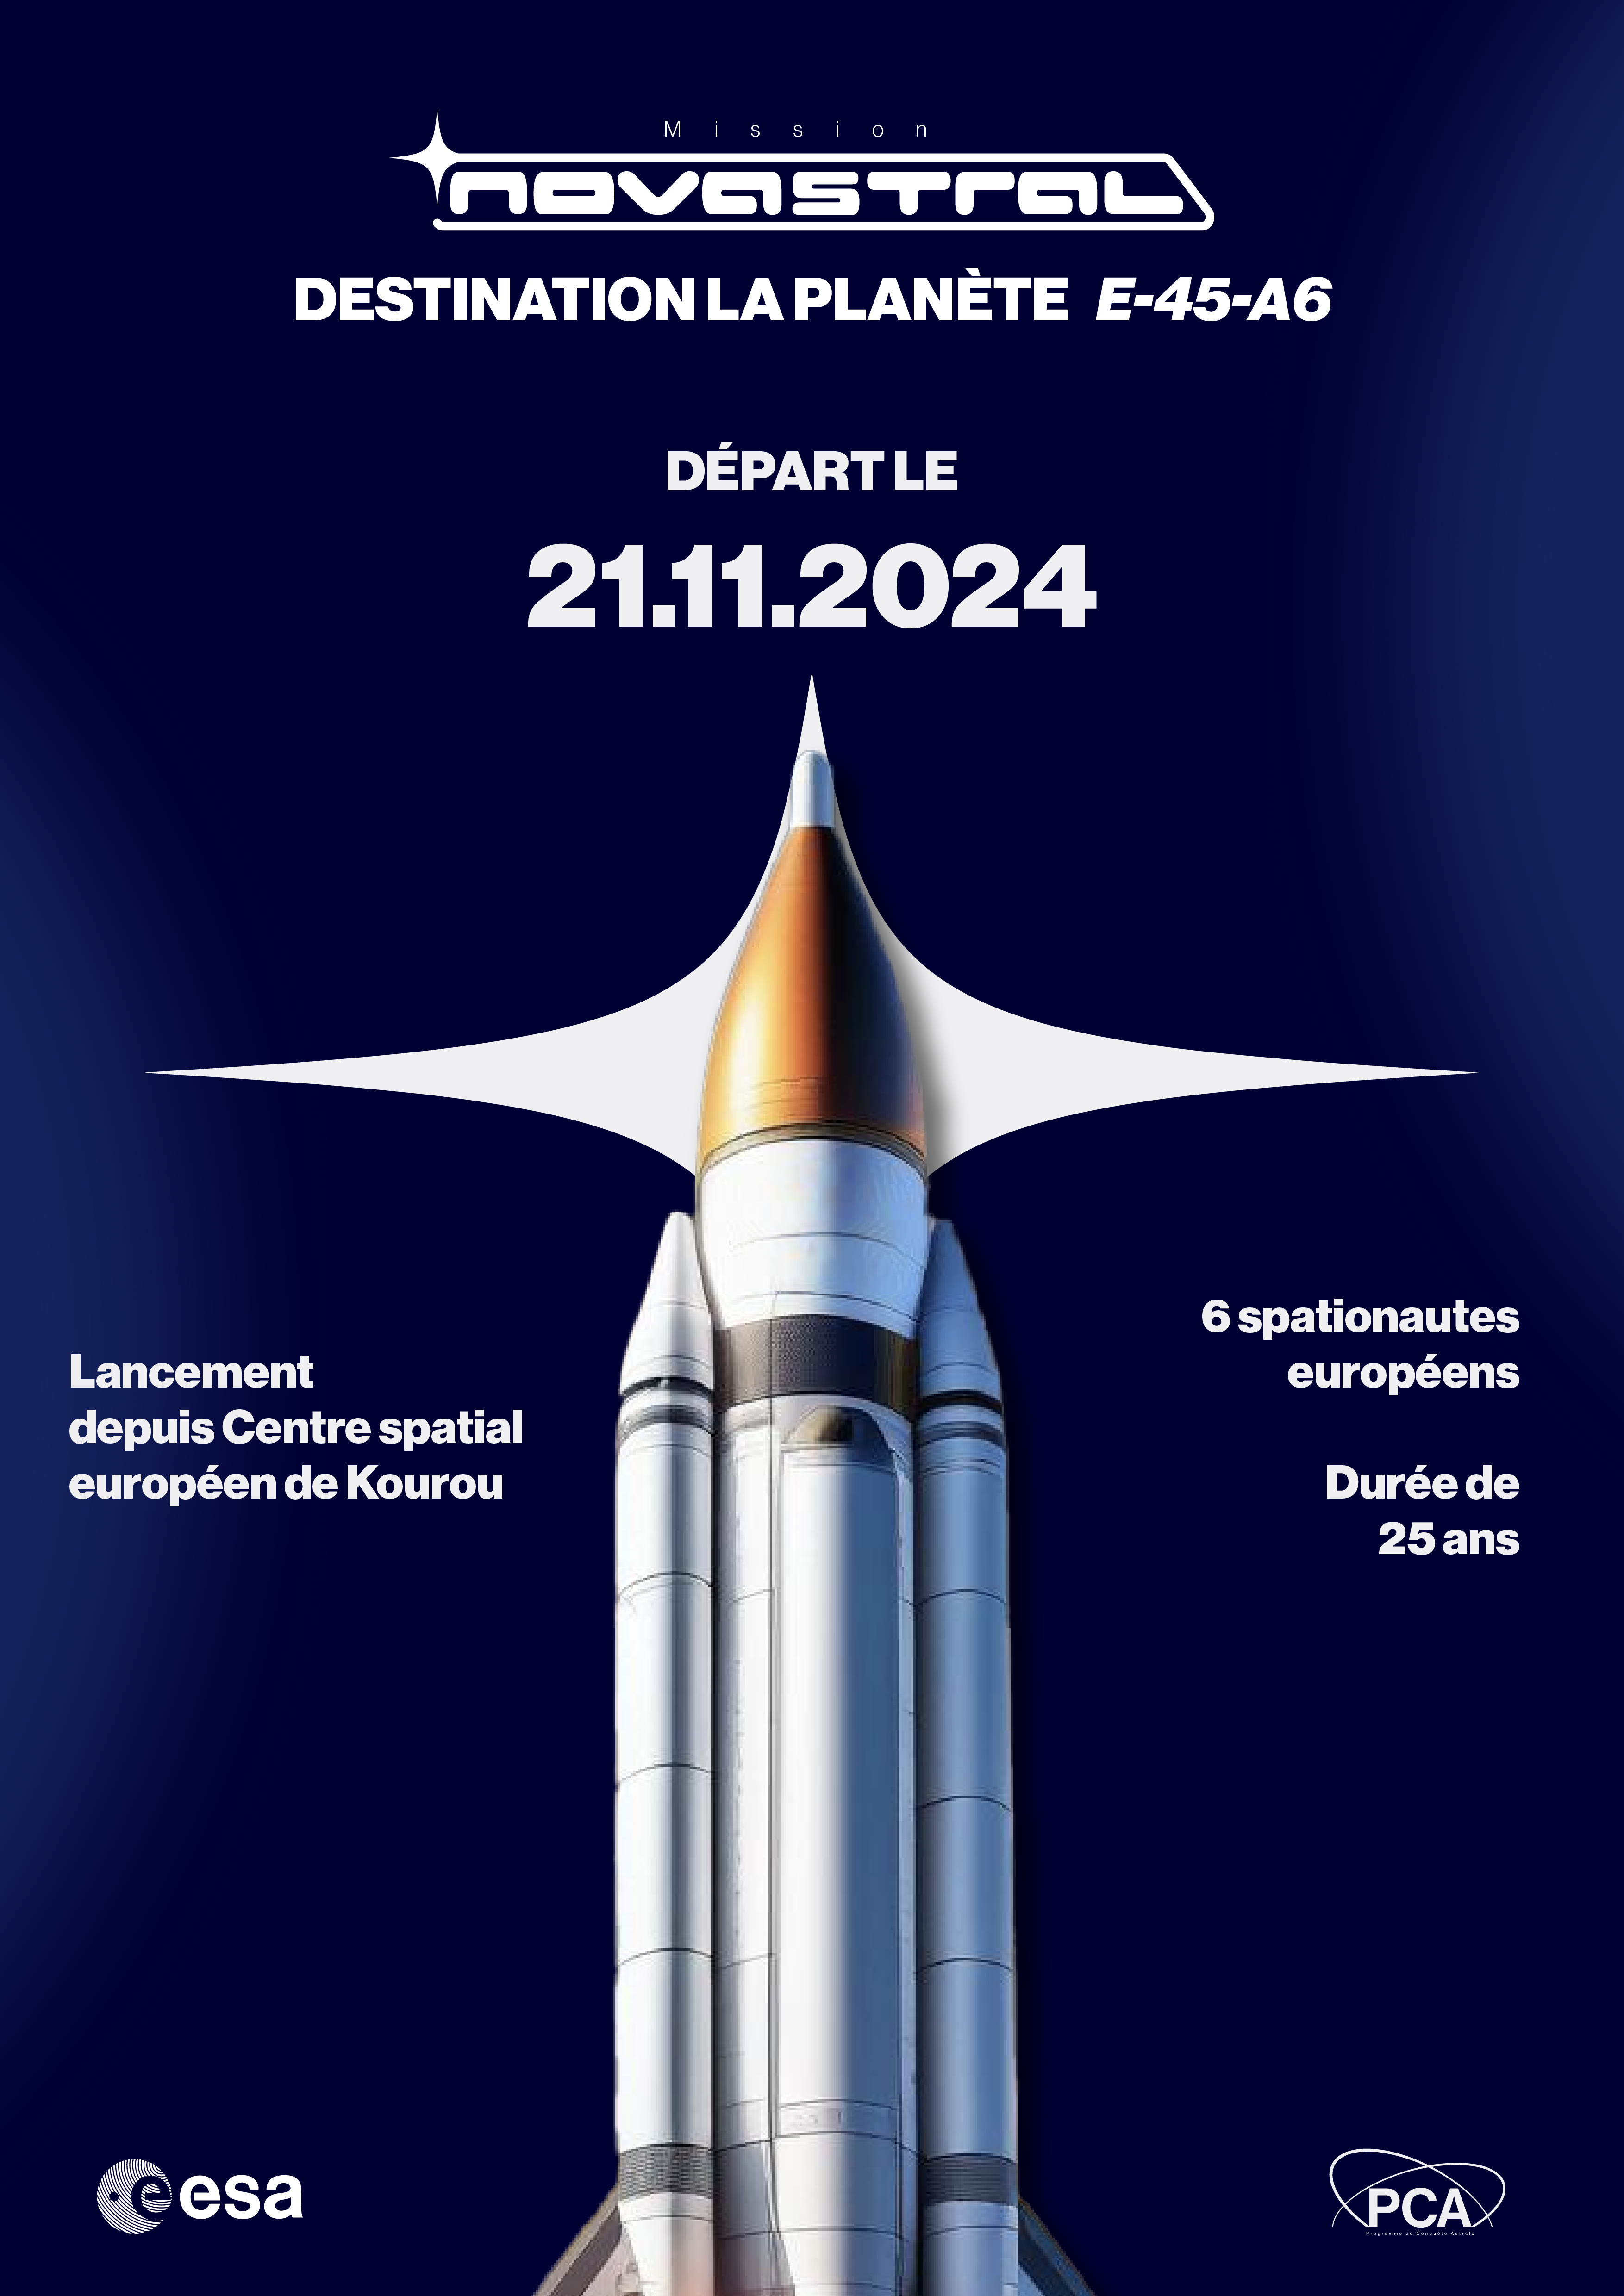 Mission
novastral
DESTINATION LA PLANÈTE E-45-A6
DÉPART LE
21.11.2024
Lancement
depuis Centre spatial
européen de Kourou
6 spationautes
européens
Durée de
25 ans
esa
PCA
Programme de Conquête Astrale